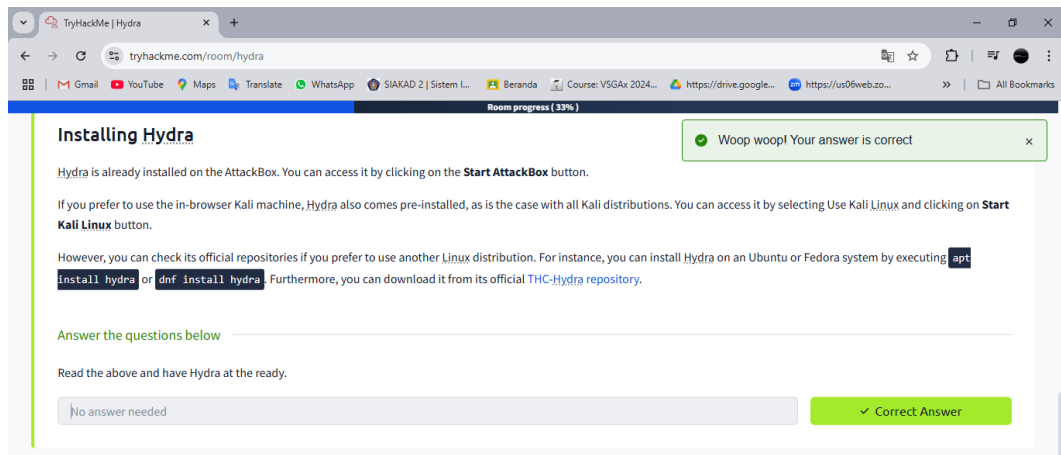 TryHackMe | Hydra
tryhackme.com/room/hydra
Gmail YouTube Maps Translate WhatsApp SIAKAD 2 | Sistem I... Beranda Course: VSGAx 2024... https://drive.google... https://us06web.zo... All Bookmarks
Room progress ( 33% )
Installing Hydra
Woop woop! Your answer is correct
Hydra is already installed on the AttackBox. You can access it by clicking on the Start AttackBox button.
If you prefer to use the in-browser Kali machine, Hydra also comes pre-installed, as is the case with all Kali distributions. You can access it by selecting Use Kali Linux and clicking on Start
Kali Linux button.
However, you can check its official repositories if you prefer to use another Linux distribution. For instance, you can install Hydra on an Ubuntu or Fedora system by executing apt
install hydra or dnf install hydra . Furthermore, you can download it from its official THC-Hydra repository.
Answer the questions below
Read the above and have Hydra at the ready.
No answer needed
Correct Answer